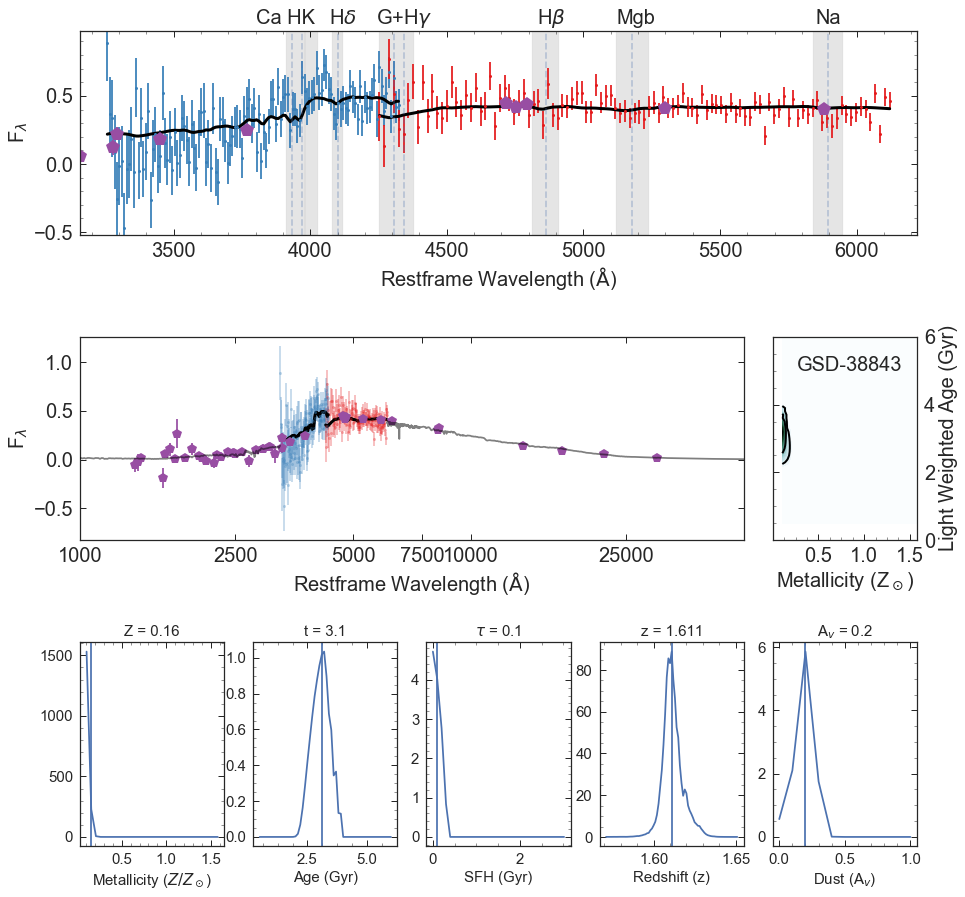 Ca HK Hδ G+Hγ Hβ Mgb Na
0.5
0.0
−0.5
F_λ
3500 4000 4500 5000 5500 6000
Restframe Wavelength (Å)
1.0
0.5
0.0
−0.5
F_λ
1000 2500 5000 7500 10000 25000
Restframe Wavelength (Å)
GSD-38843
6
4
2
0
Light Weighted Age (Gyr)
0.5 1.0 1.5
Metallicity (Z⊙)
Z = 0.16
1500
1000
500
0
0.5 1.0 1.5
Metallicity (Z/Z⊙)
t = 3.1
1.0
0.8
0.6
0.4
0.2
0.0
2.5 5.0
Age (Gyr)
τ = 0.1
4
3
2
1
0
0 2
SFH (Gyr)
z = 1.611
80
60
40
20
0
1.60 1.65
Redshift (z)
A_v = 0.2
6
4
2
0
0.0 0.5 1.0
Dust (A_v)